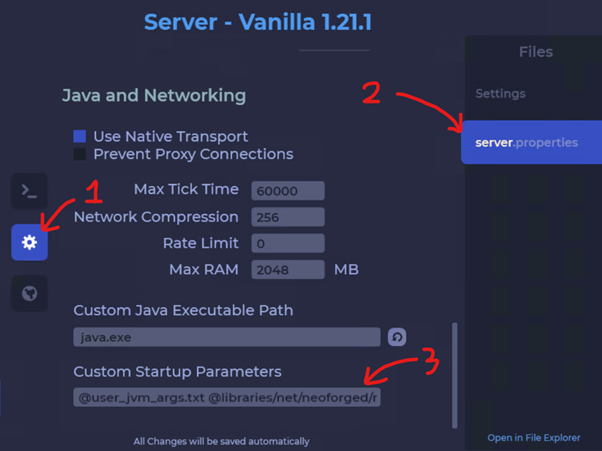 Server - Vanilla 1.21.1
Files
Java and Networking
Settings
2
server.properties
Use Native Transport
Prevent Proxy Connections
1
Max Tick Time 60000
Network Compression 256
Rate Limit 0
Max RAM 2048 MB
Custom Java Executable Path
java.exe
Custom Startup Parameters
3
@user_jvm_args.txt @libraries/net/neoforged/r
All Changes will be saved automatically
Open in File Explorer